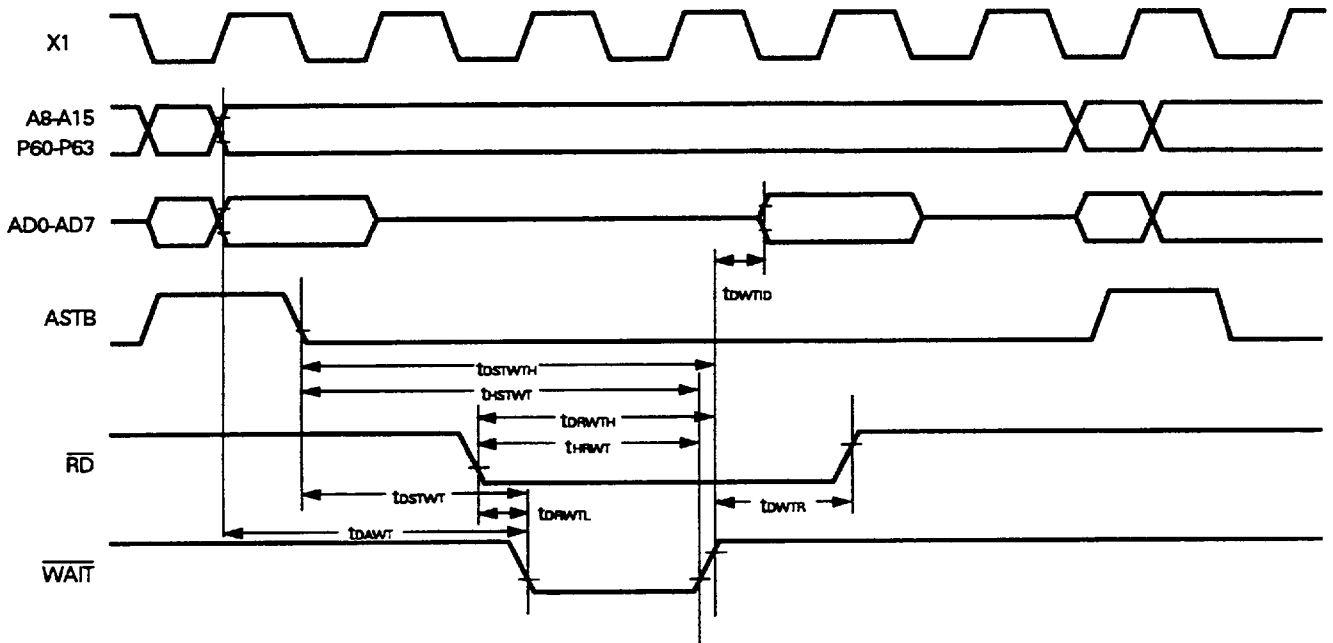 X1
A8-A15
P60-P63
AD0-AD7
tDWTID
ASTB
tDSTWTH
tHSTWT
tDRWTH
tHRWT
RD
tDSTWT
tDRWTL
tDWTR
tDAWT
WAIT